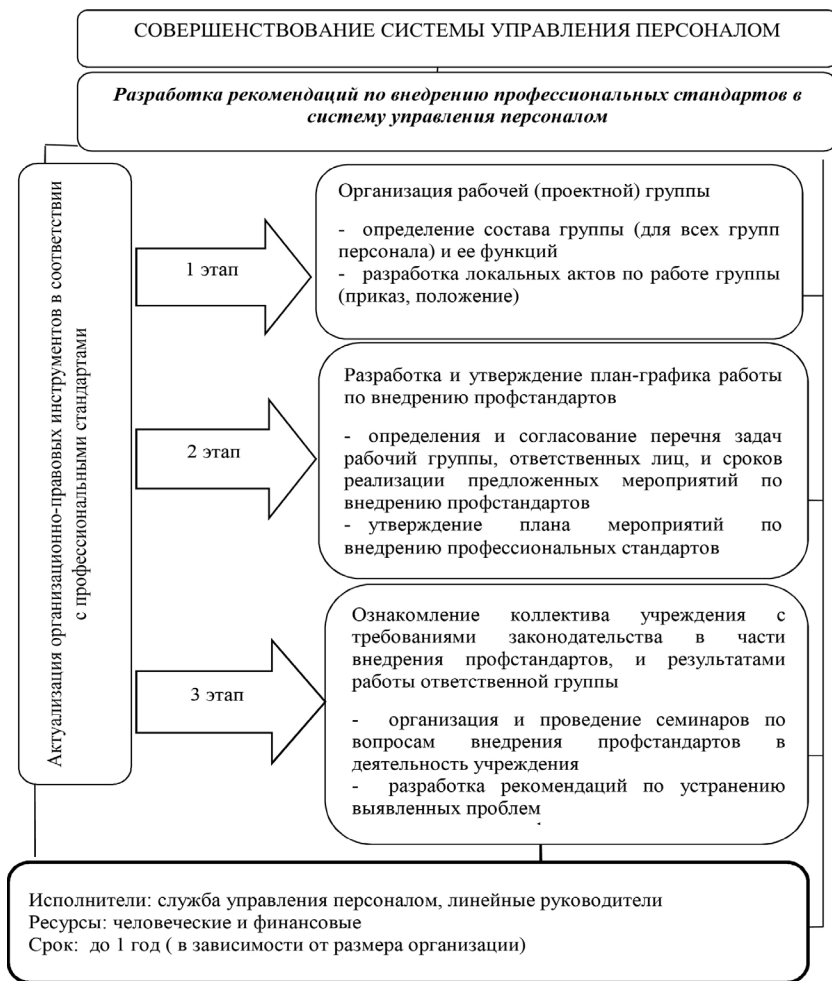 СОВЕРШЕНСТВОВАНИЕ СИСТЕМЫ УПРАВЛЕНИЯ ПЕРСОНАЛОМ
Разработка рекомендаций по внедрению профессиональных стандартов в
систему управления персоналом
Актуализация организационно-правовых инструментов в соответствии
с профессиональными стандартами
1 этап
Организация рабочей (проектной) группы
- определение состава группы (для всех групп
персонала) и ее функций
- разработка локальных актов по работе группы
(приказ, положение)
2 этап
Разработка и утверждение план-графика работы
по внедрению профстандартов
- определения и согласование перечня задач
рабочий группы, ответственных лиц, и сроков
реализации предложенных мероприятий по
внедрению профстандартов
- утверждение плана мероприятий по
внедрению профессиональных стандартов
3 этап
Ознакомление коллектива учреждения с
требованиями законодательства в части
внедрения профстандартов, и результатами
работы ответственной группы
- организация и проведение семинаров по
вопросам внедрения профстандартов в
деятельность учреждения
- разработка рекомендаций по устранению
выявленных проблем
Исполнители: служба управления персоналом, линейные руководители
Ресурсы: человеческие и финансовые
Срок: до 1 год ( в зависимости от размера организации)